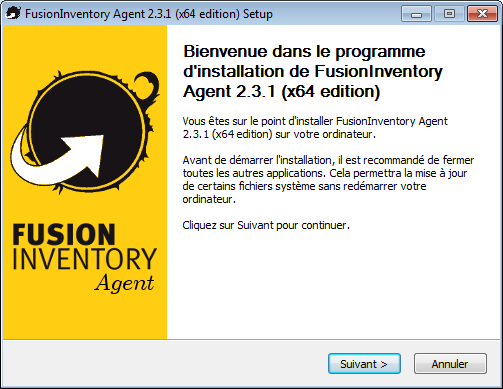 FusionInventory Agent 2.3.1 (x64 edition) Setup
Bienvenue dans le programme
d'installation de FusionInventory
Agent 2.3.1 (x64 edition)
Vous êtes sur le point d'installer FusionInventory Agent
2.3.1 (x64 edition) sur votre ordinateur.
Avant de démarrer l'installation, il est recommandé de fermer
toutes les autres applications. Cela permettra la mise à jour
de certains fichiers système sans redémarrer votre
ordinateur.
Cliquez sur Suivant pour continuer.
FUSION
INVENTORY
Agent
Suivant >
Annuler